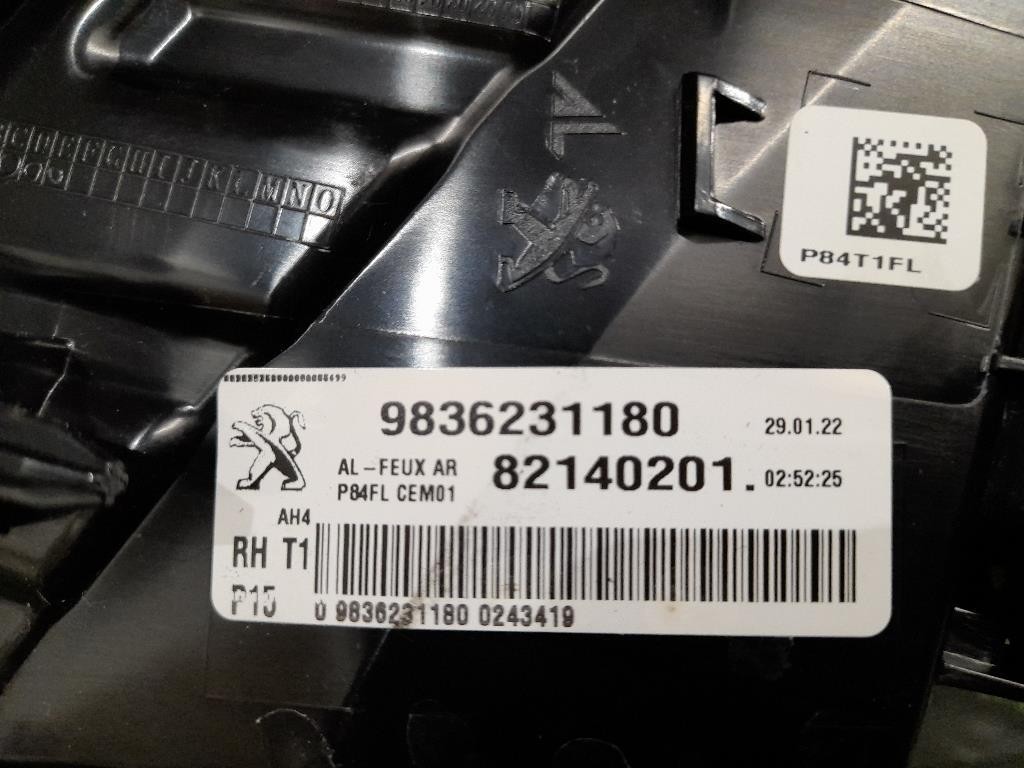 C D E F G H I J K L M N O
AL
P84T1FL
9836231180 29.01.22
AL-FEUX AR 82140201. 02:52:25
P84FL CEM01
AH4
RH T1
P15
0 9836231180 0243419